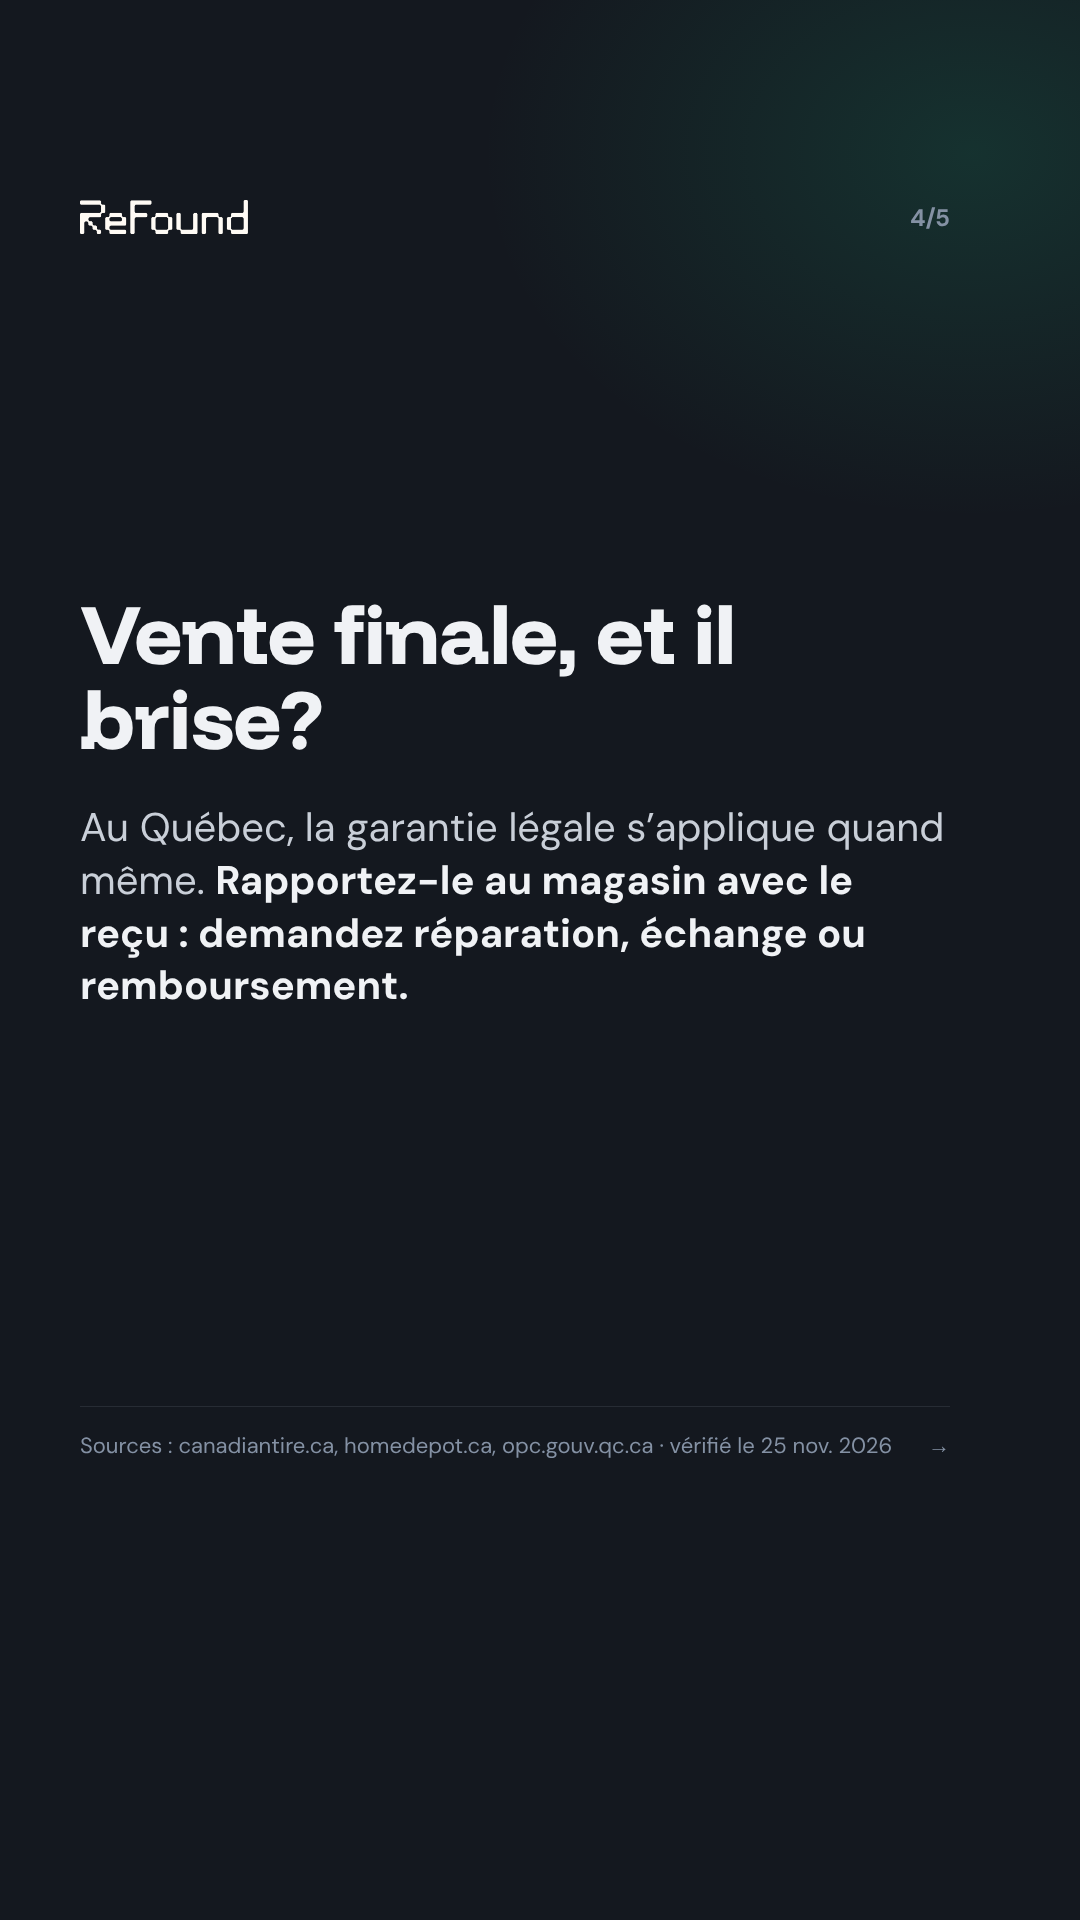 ReFound
4/5
Vente finale, et il
brise?
Au Québec, la garantie légale s’applique quand
même. Rapportez-le au magasin avec le
reçu : demandez réparation, échange ou
remboursement.
Sources : canadiantire.ca, homedepot.ca, opc.gouv.qc.ca · vérifié le 25 nov. 2026 →